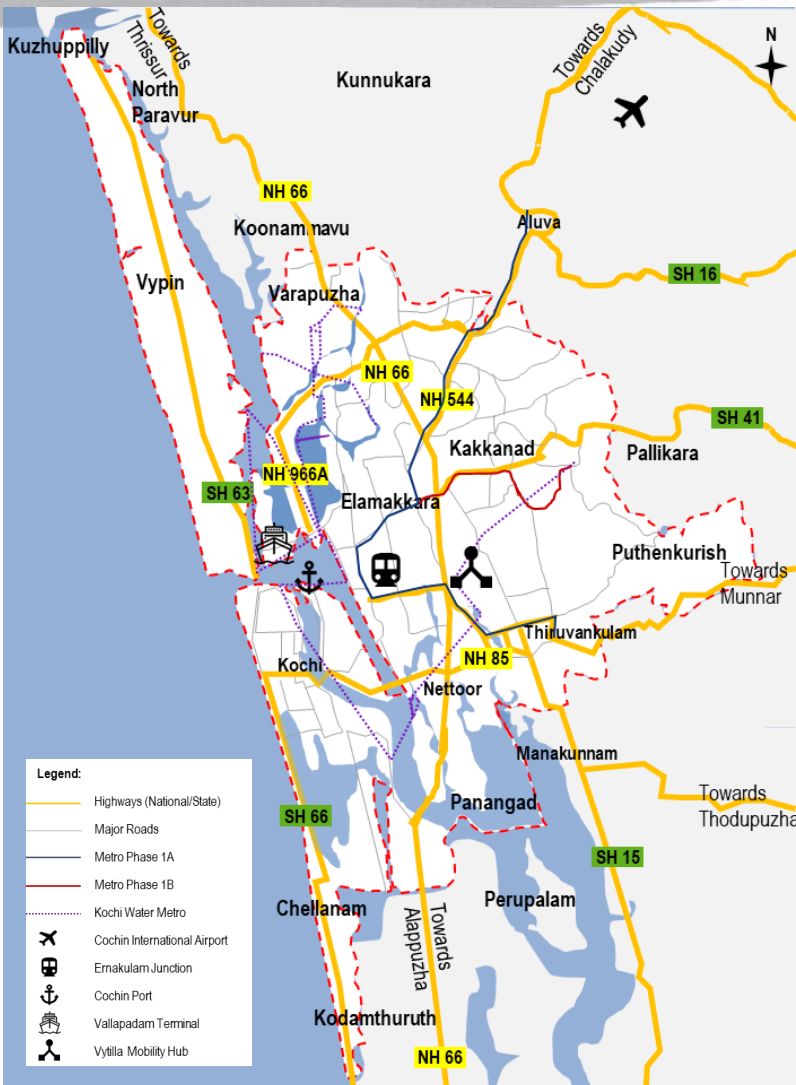 Kuzhuppilly
Towards
Thrissur
North
Paravur
Kunnukara
Towards
Chalakudy
N
NH 66
Koonammavu
Aluva
Vypin
Varapuzha
SH 16
NH 66
NH 544
SH 41
Kakkanad
Pallikara
NH 966A
SH 63
Elamakkara
Puthenkurish
Towards
Munnar
Thiruvankulam
Kochi
NH 85
Nettoor
Manakunnam
Panangad
Towards
Thodupuzha
SH 66
SH 15
Chellanam
Perupalam
Towards
Alappuzha
Kodamthuruth
NH 66
Legend:
Highways (National/State)
Major Roads
Metro Phase 1A
Metro Phase 1B
Kochi Water Metro
Cochin International Airport
Ernakulam Junction
Cochin Port
Vallapadam Terminal
Vytilla Mobility Hub